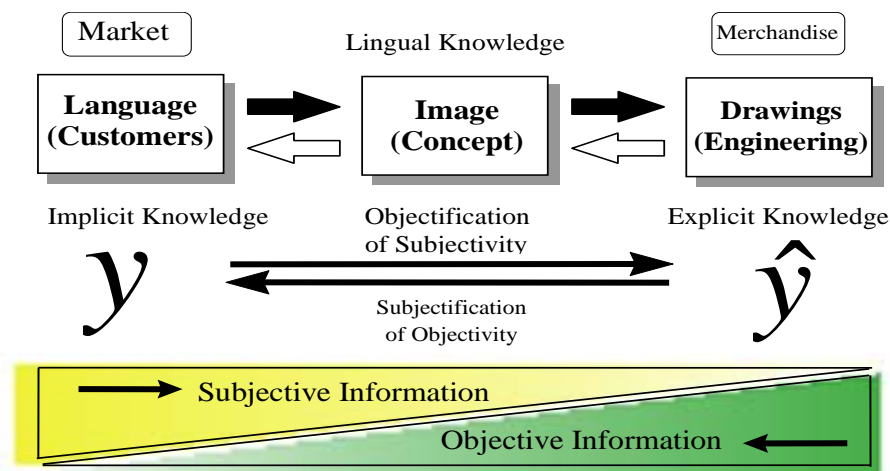 Market
Lingual Knowledge
Merchandise
Language
(Customers)
Image
(Concept)
Drawings
(Engineering)
Implicit Knowledge
Objectification
of Subjectivity
Explicit Knowledge
y
ŷ
Subjectification
of Objectivity
Subjective Information
Objective Information